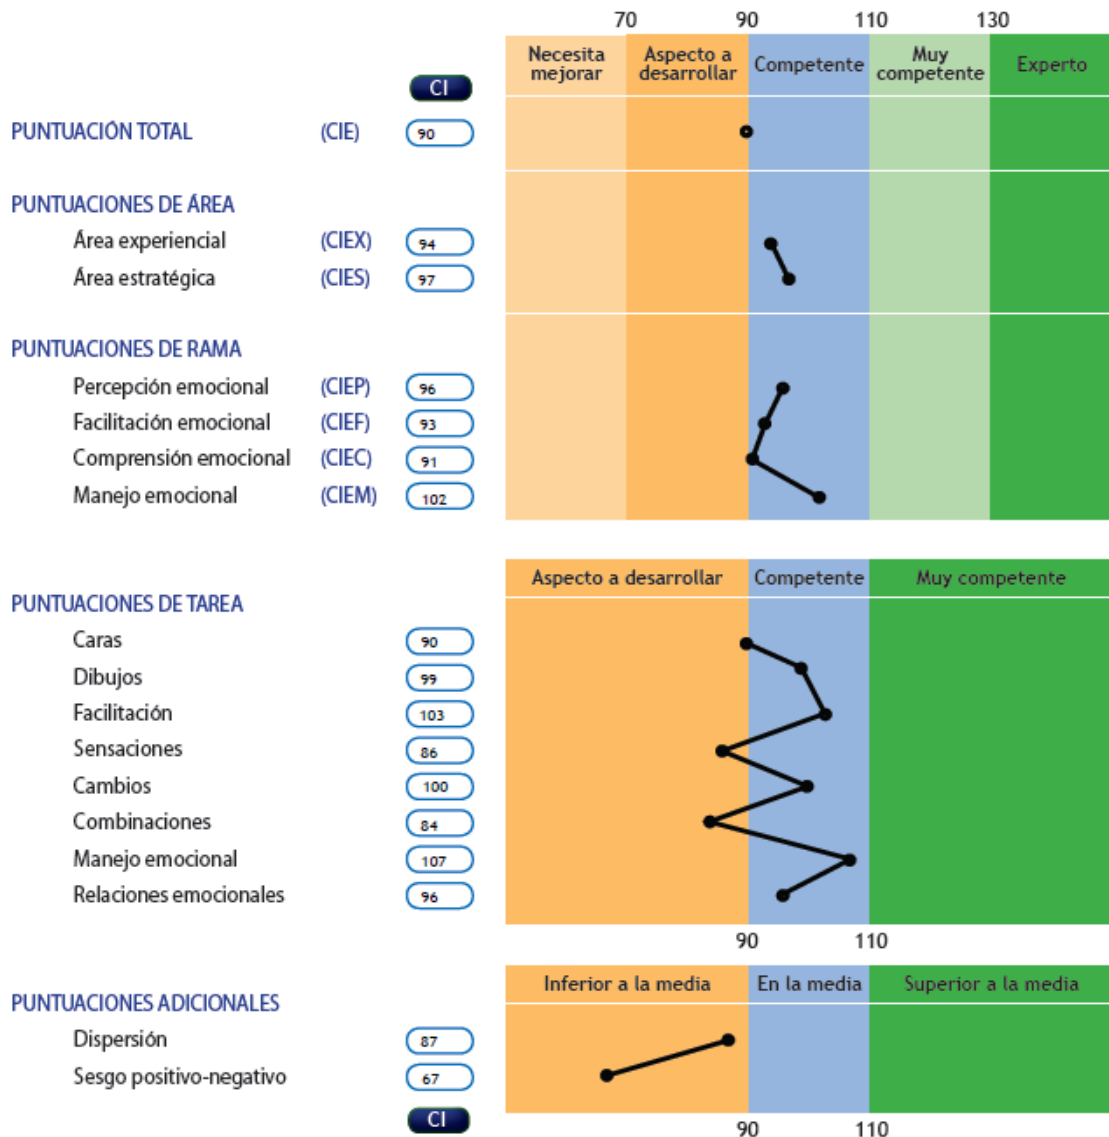 70 90 110 130
Necesita mejorar Aspecto a desarrollar Competente Muy competente Experto
CI
PUNTUACIÓN TOTAL (CIE) 90
PUNTUACIONES DE ÁREA
Área experiencial (CIEX) 94
Área estratégica (CIES) 97
PUNTUACIONES DE RAMA
Percepción emocional (CIEP) 96
Facilitación emocional (CIEF) 93
Comprensión emocional (CIEC) 91
Manejo emocional (CIEM) 102
Aspecto a desarrollar Competente Muy competente
PUNTUACIONES DE TAREA
Caras 90
Dibujos 99
Facilitación 103
Sensaciones 86
Cambios 100
Combinaciones 84
Manejo emocional 107
Relaciones emocionales 96
90 110
Inferior a la media En la media Superior a la media
PUNTUACIONES ADICIONALES
Dispersión 87
Sesgo positivo-negativo 67
CI
90 110